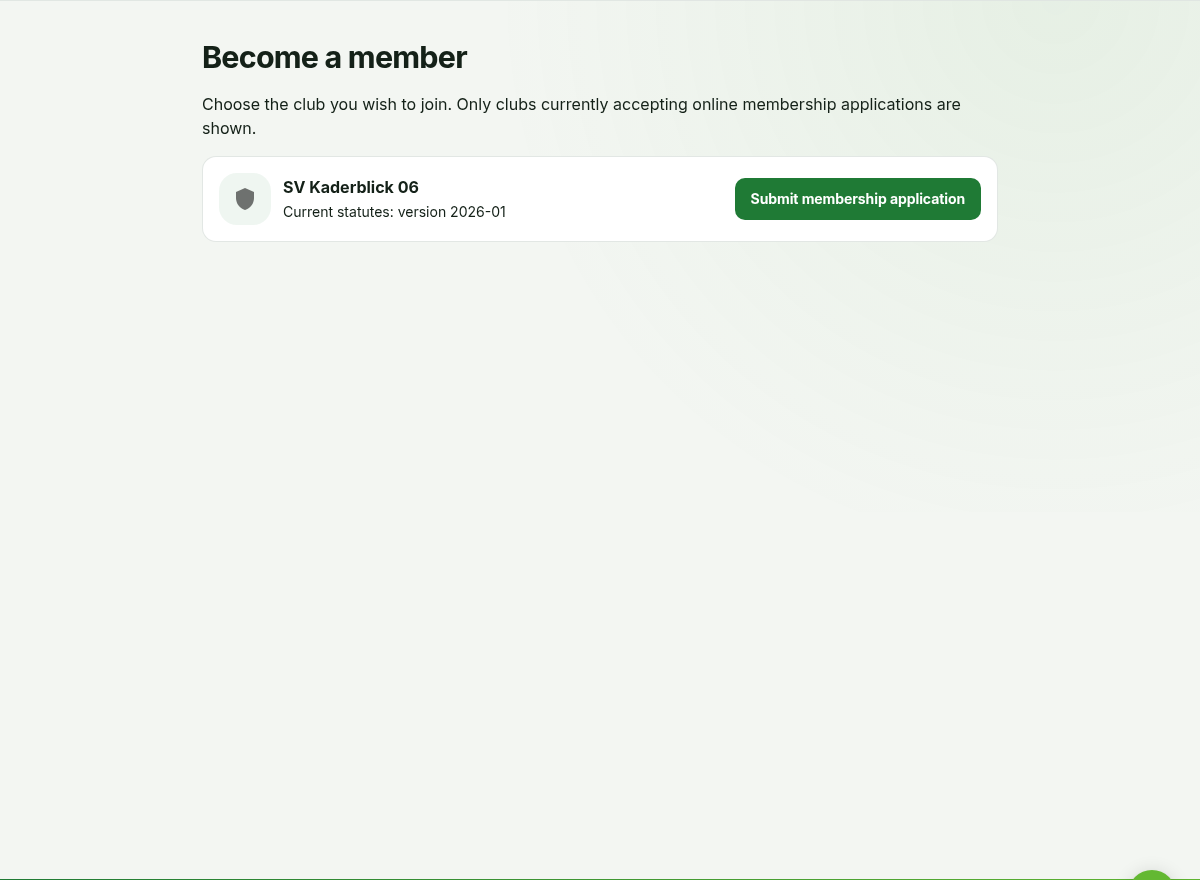 Become a member
Choose the club you wish to join. Only clubs currently accepting online membership applications are
shown.
SV Kaderblick 06
Current statutes: version 2026-01
Submit membership application